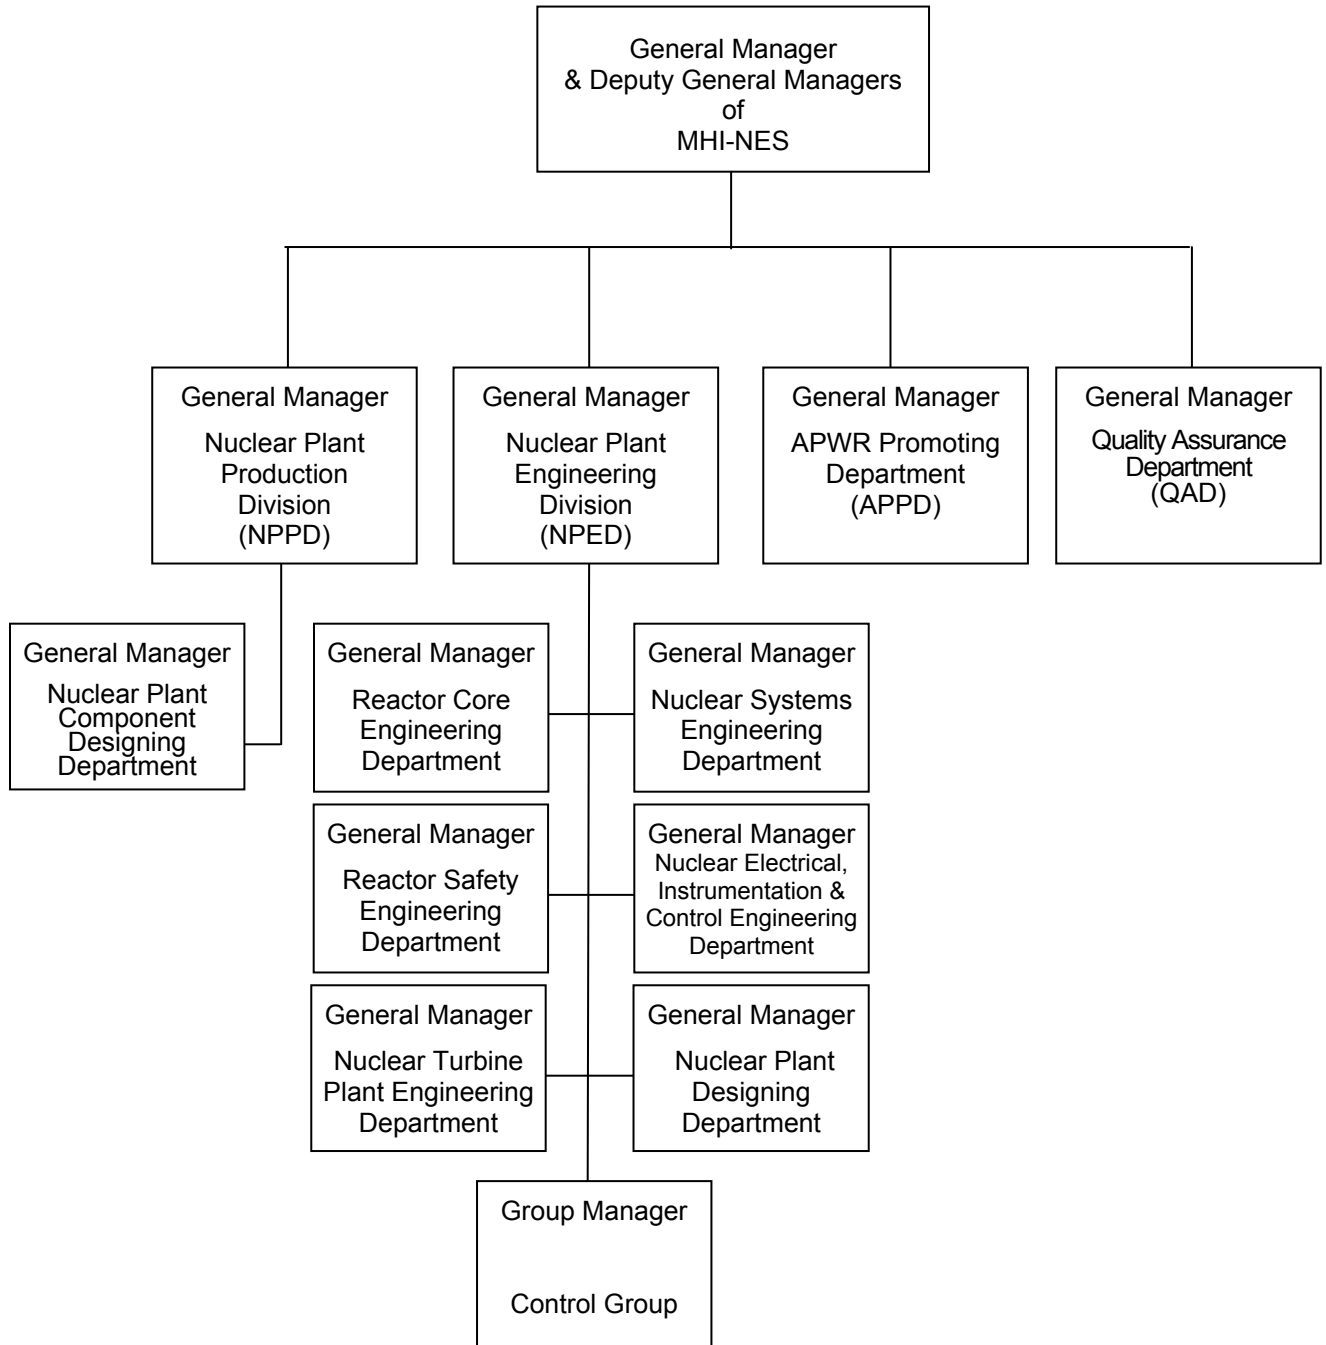 General Manager
& Deputy General Managers
of
MHI-NES
General Manager
Nuclear Plant
Production
Division
(NPPD)
General Manager
Nuclear Plant
Engineering
Division
(NPED)
General Manager
APWR Promoting
Department
(APPD)
General Manager
Quality Assurance
Department
(QAD)
General Manager
Nuclear Plant
Component
Designing
Department
General Manager
Reactor Core
Engineering
Department
General Manager
Nuclear Systems
Engineering
Department
General Manager
Reactor Safety
Engineering
Department
General Manager
Nuclear Electrical,
Instrumentation &
Control Engineering
Department
General Manager
Nuclear Turbine
Plant Engineering
Department
General Manager
Nuclear Plant
Designing
Department
Group Manager
Control Group